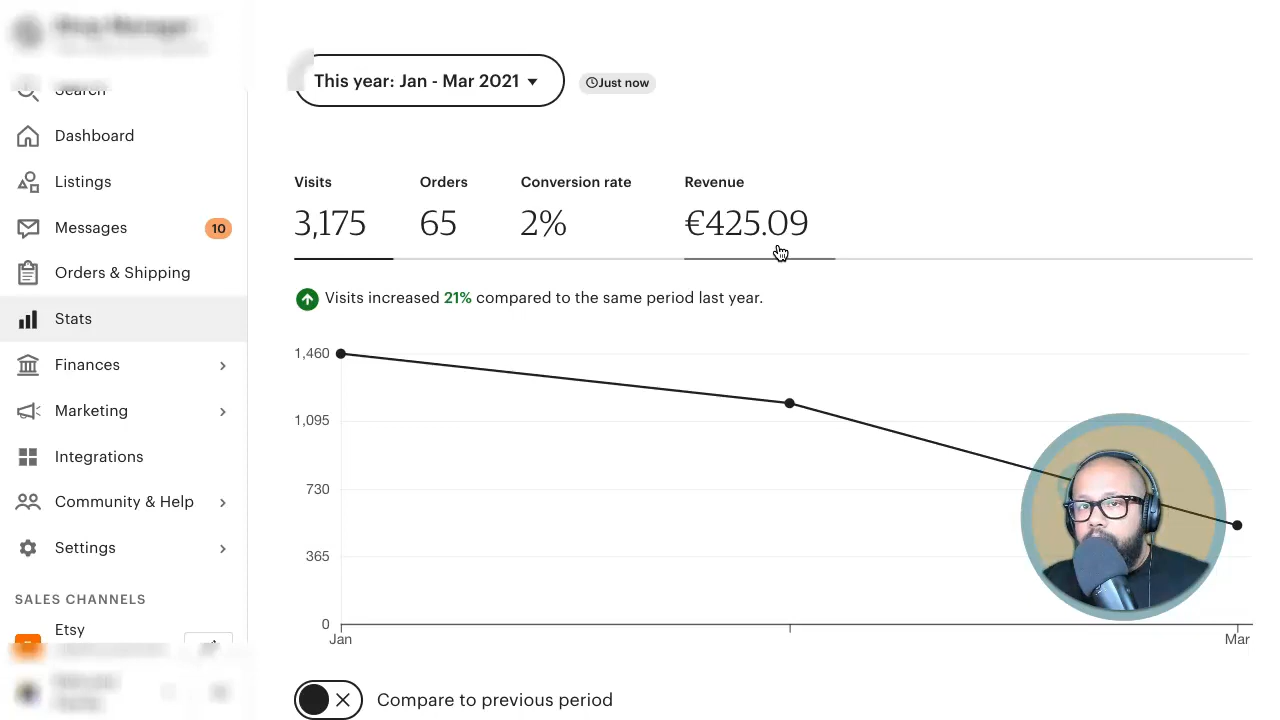 Search
Dashboard
Listings
Messages 10
Orders & Shipping
Stats
Finances
Marketing
Integrations
Community & Help
Settings
SALES CHANNELS
Etsy
This year: Jan - Mar 2021
Just now
Visits Orders Conversion rate Revenue
3,175 65 2% €425.09
Visits increased 21% compared to the same period last year.
1,460
1,095
730
365
0
Jan Mar
Compare to previous period